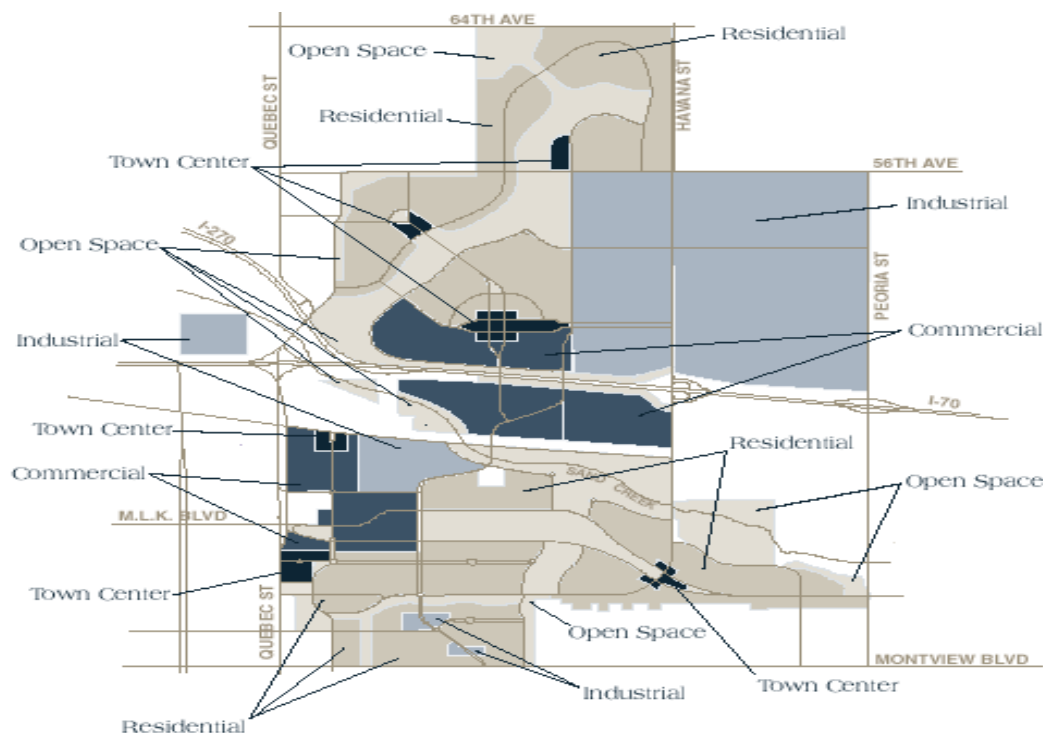 64TH AVE
Residential
Open Space
HAVANA ST
QUEBEC ST
Residential
Town Center
56TH AVE
Industrial
I-270
Open Space
PEORIA ST
Industrial
Commercial
I-70
Town Center
Residential
Commercial
SAND CREEK
Open Space
M.L.K. BLVD
Town Center
QUEBEC ST
Open Space
MONTVIEW BLVD
Industrial
Town Center
Residential